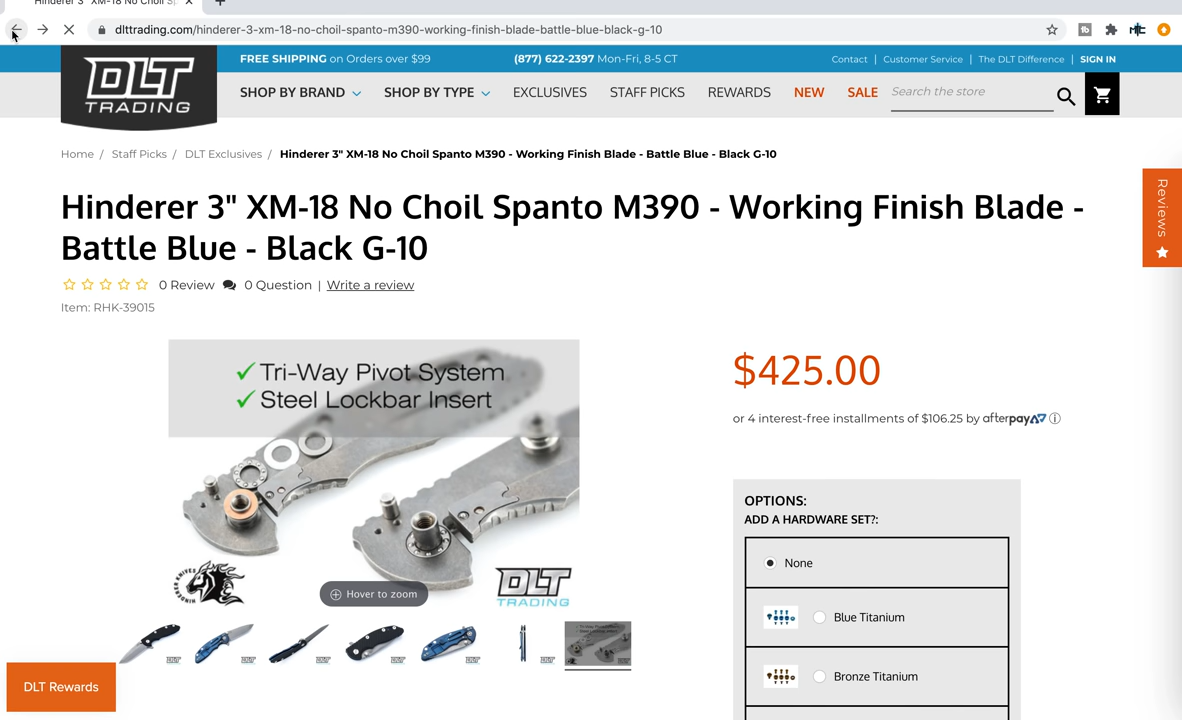 Hinderer 3" XM-18 No Choil Sp
dlttrading.com/hinderer-3-xm-18-no-choil-spanto-m390-working-finish-blade-battle-blue-black-g-10
FREE SHIPPING on Orders over $99
(877) 622-2397 Mon-Fri, 8-5 CT
Contact | Customer Service | The DLT Difference | SIGN IN
DLT
TRADING
SHOP BY BRAND
SHOP BY TYPE
EXCLUSIVES
STAFF PICKS
REWARDS
NEW
SALE
Search the store
Home / Staff Picks / DLT Exclusives / Hinderer 3" XM-18 No Choil Spanto M390 - Working Finish Blade - Battle Blue - Black G-10
Reviews
Hinderer 3" XM-18 No Choil Spanto M390 - Working Finish Blade -
Battle Blue - Black G-10
0 Review 0 Question | Write a review
Item: RHK-39015
✓ Tri-Way Pivot System
✓ Steel Lockbar Insert
DLT
TRADING
Hover to zoom
$425.00
or 4 interest-free installments of $106.25 by afterpay
OPTIONS:
ADD A HARDWARE SET?:
None
Blue Titanium
Bronze Titanium
DLT Rewards